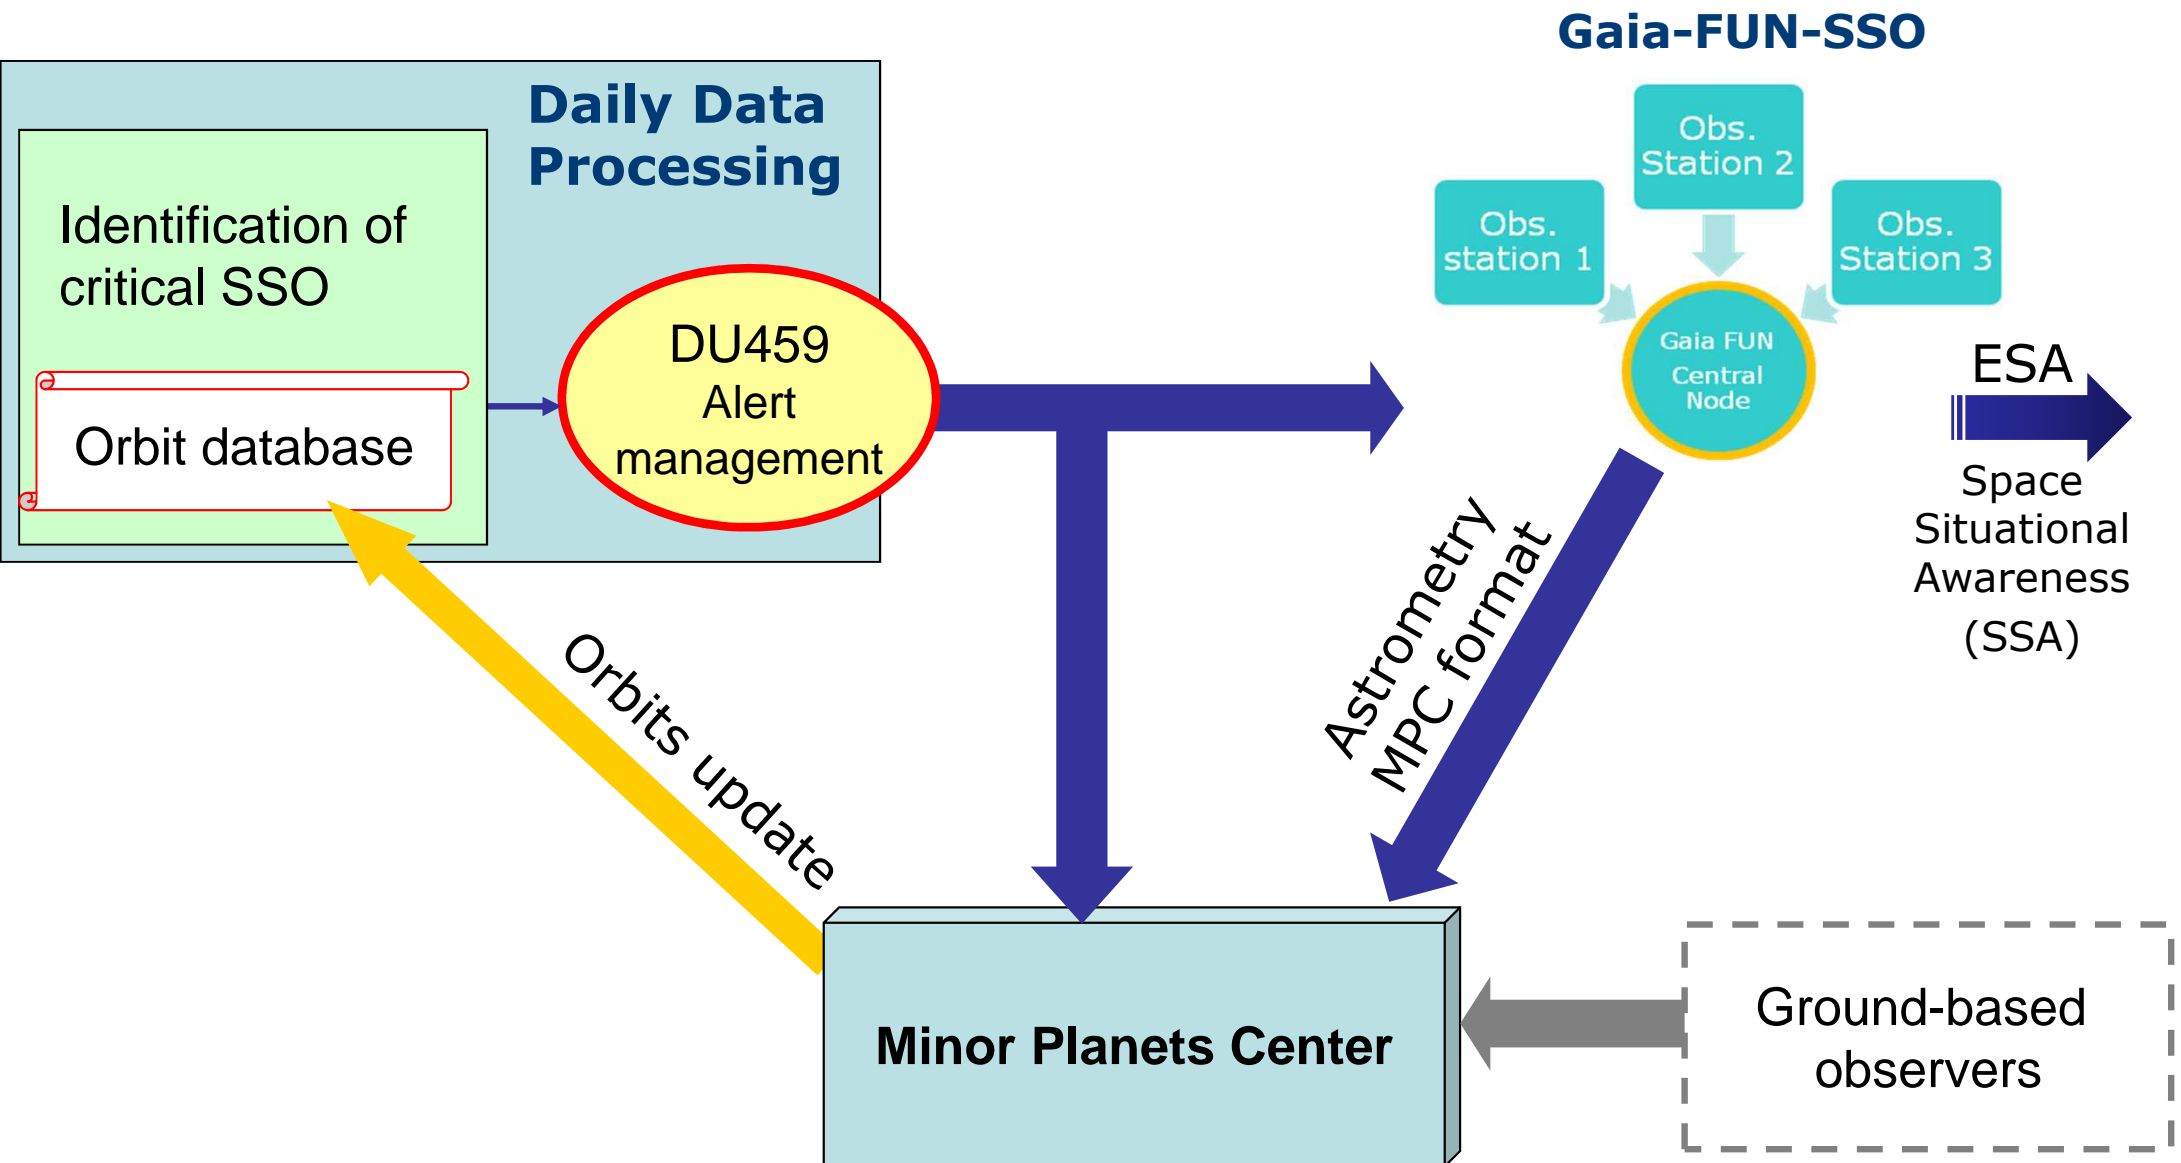 Gaia-FUN-SSO
Daily Data
Processing
Identification of
critical SSO
Orbit database
DU459
Alert
management
Obs.
station 1
Obs.
Station 2
Obs.
Station 3
Gaia FUN
Central
Node
ESA
Space
Situational
Awareness
(SSA)
Astrometry
MPC format
Orbits update
Minor Planets Center
Ground-based
observers